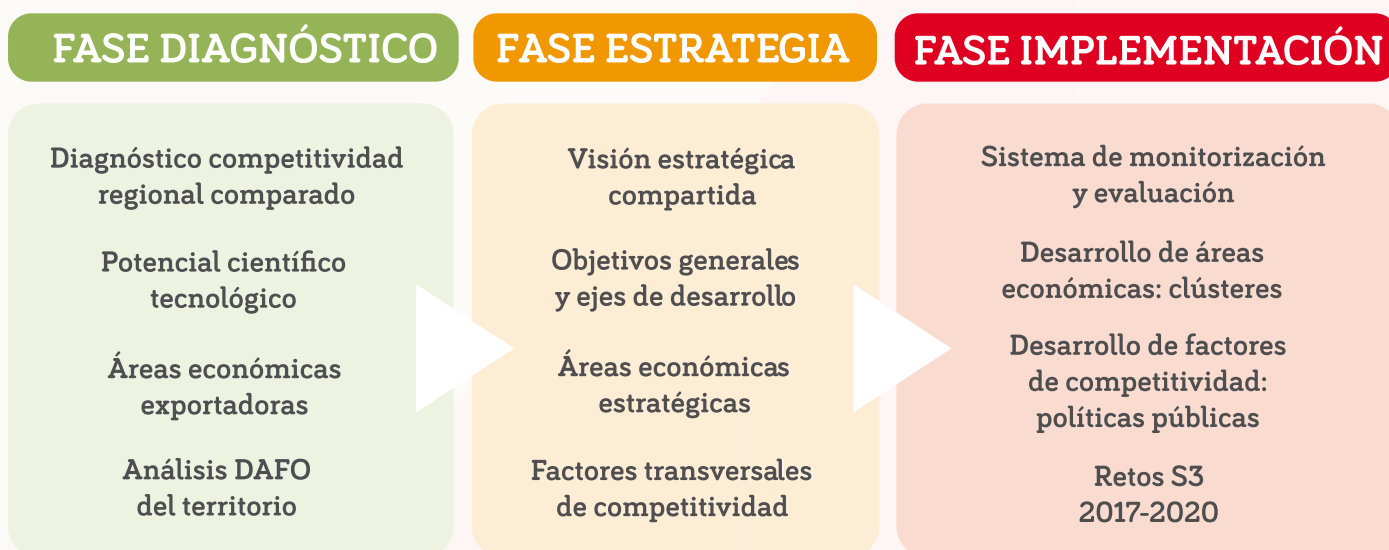 FASE DIAGNÓSTICO
Diagnóstico competitividad
regional comparado
Potencial científico
tecnológico
Áreas económicas
exportadoras
Análisis DAFO
del territorio
FASE ESTRATEGIA
Visión estratégica
compartida
Objetivos generales
y ejes de desarrollo
Áreas económicas
estratégicas
Factores transversales
de competitividad
FASE IMPLEMENTACIÓN
Sistema de monitorización
y evaluación
Desarrollo de áreas
económicas: clústeres
Desarrollo de factores
de competitividad:
políticas públicas
Retos S3
2017-2020